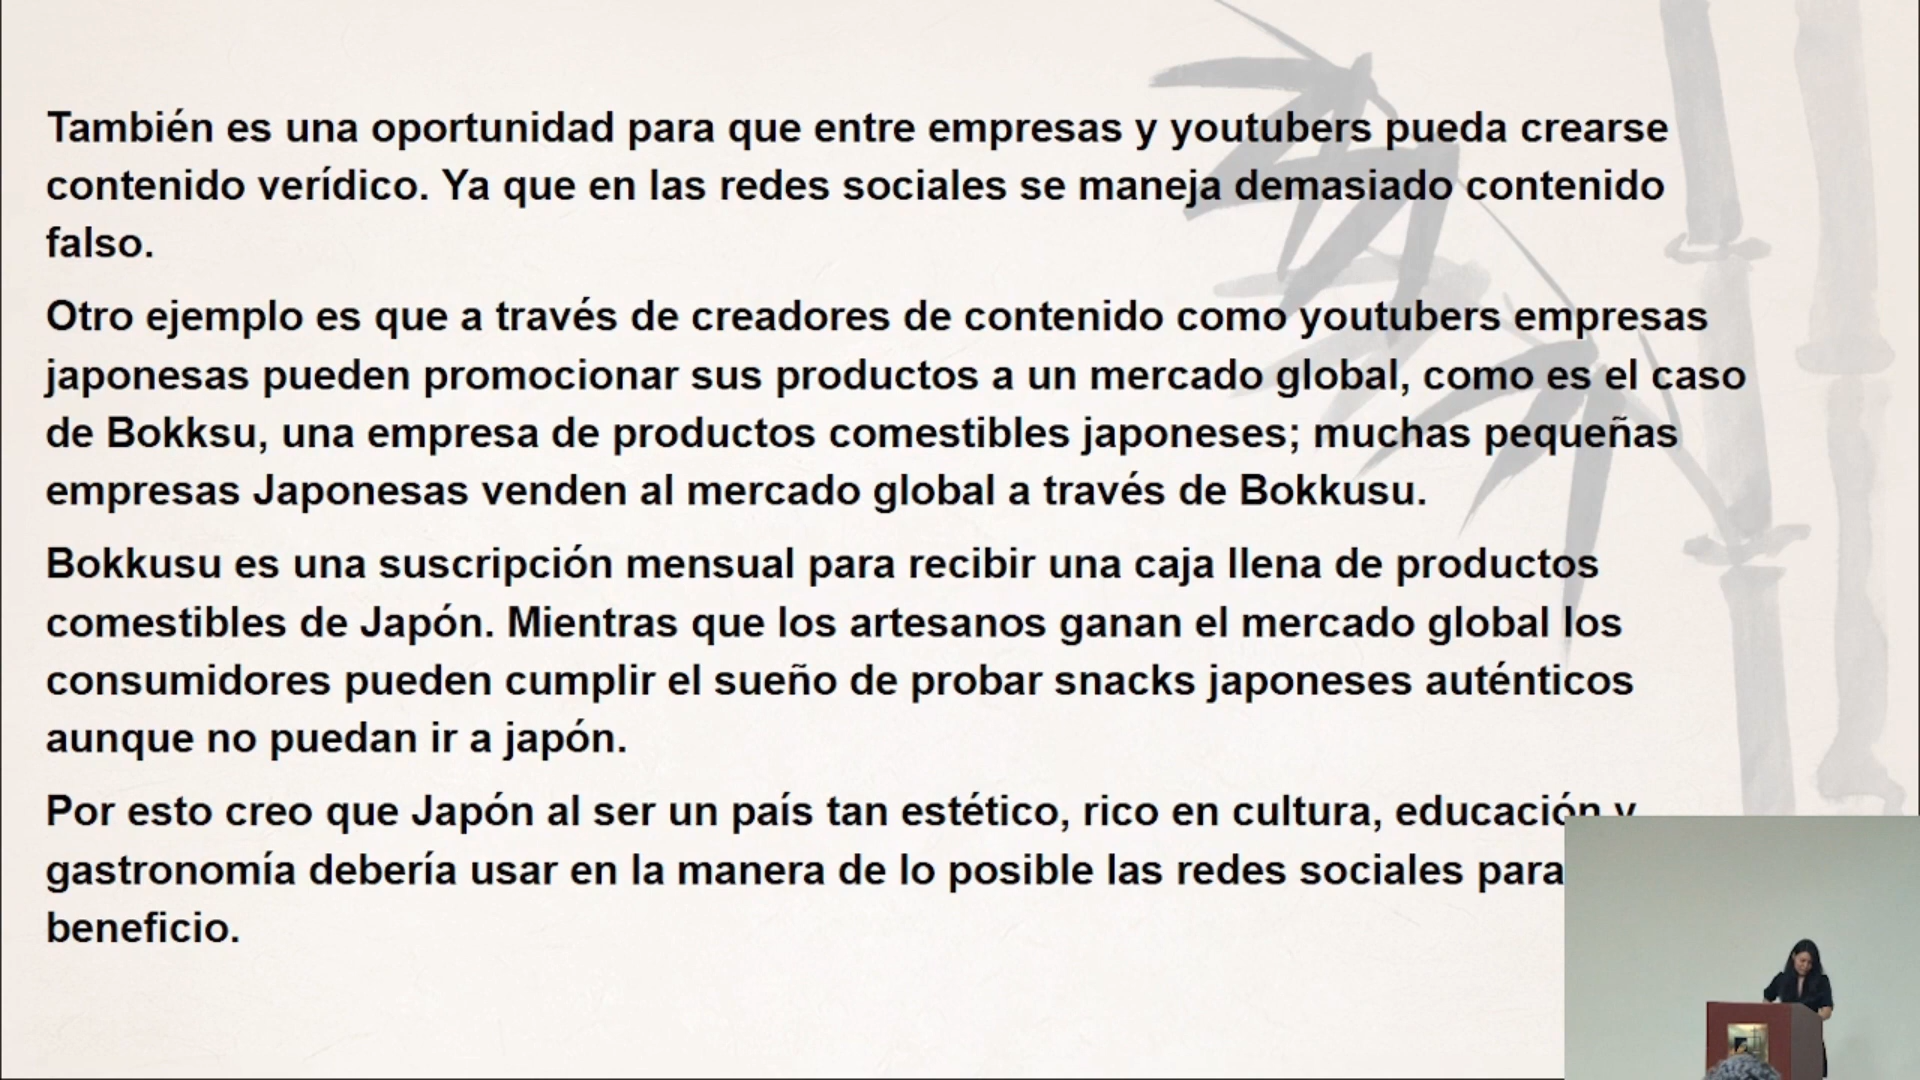 También es una oportunidad para que entre empresas y youtubers pueda crearse
contenido verídico. Ya que en las redes sociales se maneja demasiado contenido
falso.
Otro ejemplo es que a través de creadores de contenido como youtubers empresas
japonesas pueden promocionar sus productos a un mercado global, como es el caso
de Bokksu, una empresa de productos comestibles japoneses; muchas pequeñas
empresas Japonesas venden al mercado global a través de Bokkusu.
Bokkusu es una suscripción mensual para recibir una caja llena de productos
comestibles de Japón. Mientras que los artesanos ganan el mercado global los
consumidores pueden cumplir el sueño de probar snacks japoneses auténticos
aunque no puedan ir a japón.
Por esto creo que Japón al ser un país tan estético, rico en cultura, educación y
gastronomía debería usar en la manera de lo posible las redes sociales para
beneficio.